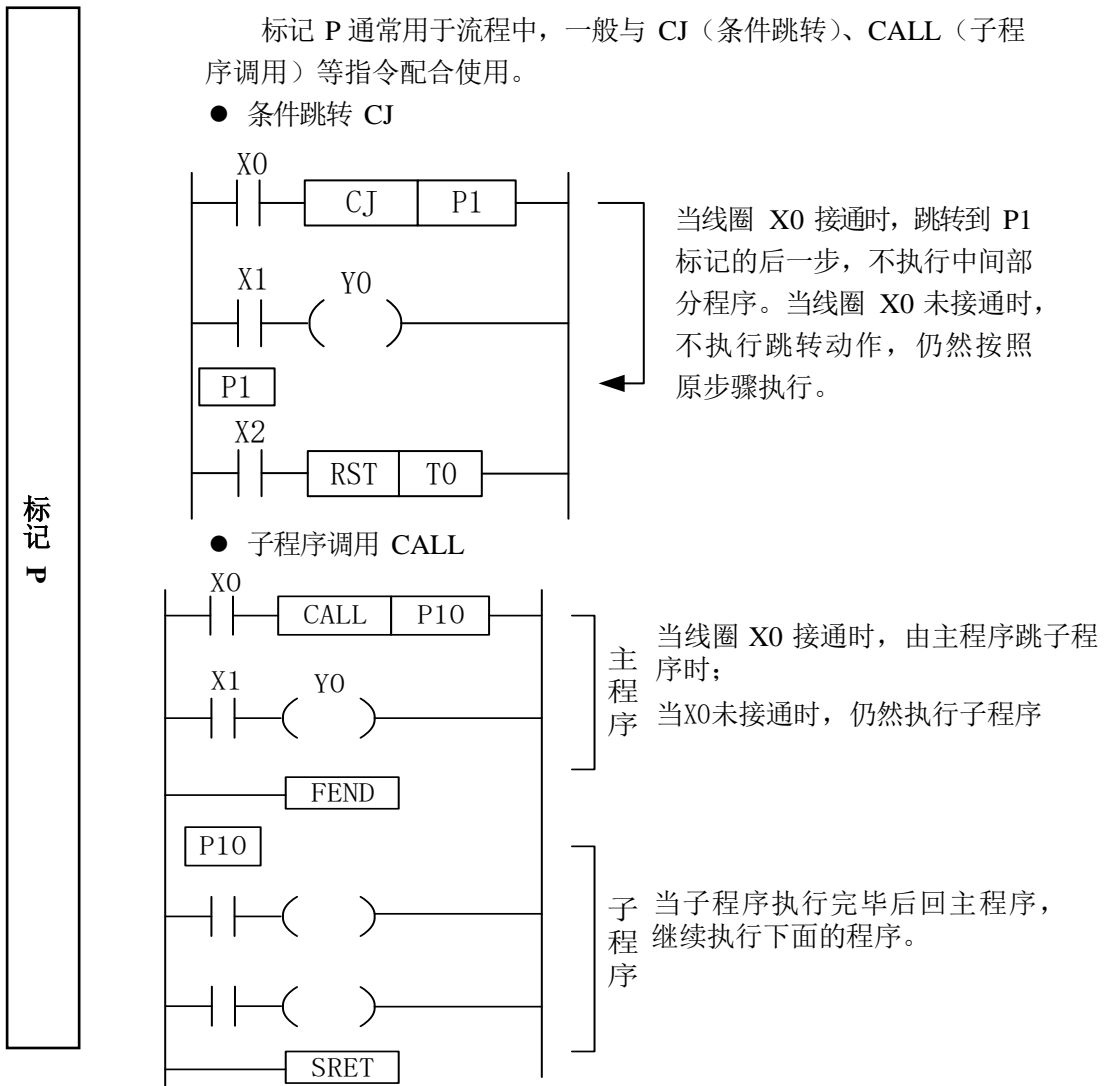 标记 P 通常用于流程中，一般与 CJ（条件跳转）、CALL（子程
序调用）等指令配合使用。
● 条件跳转 CJ
X0
CJ P1
X1 Y0
P1
X2
RST T0
当线圈 X0 接通时，跳转到 P1
标记的后一步，不执行中间部
分程序。当线圈 X0 未接通时，
不执行跳转动作，仍然按照
原步骤执行。
标记 P
● 子程序调用 CALL
X0
CALL P10
X1 Y0
FEND
主程序
当线圈 X0 接通时，由主程序跳子程
序时；
当X0未接通时，仍然执行子程序
P10
子程序
当子程序执行完毕后回主程序，
继续执行下面的程序。
SRET